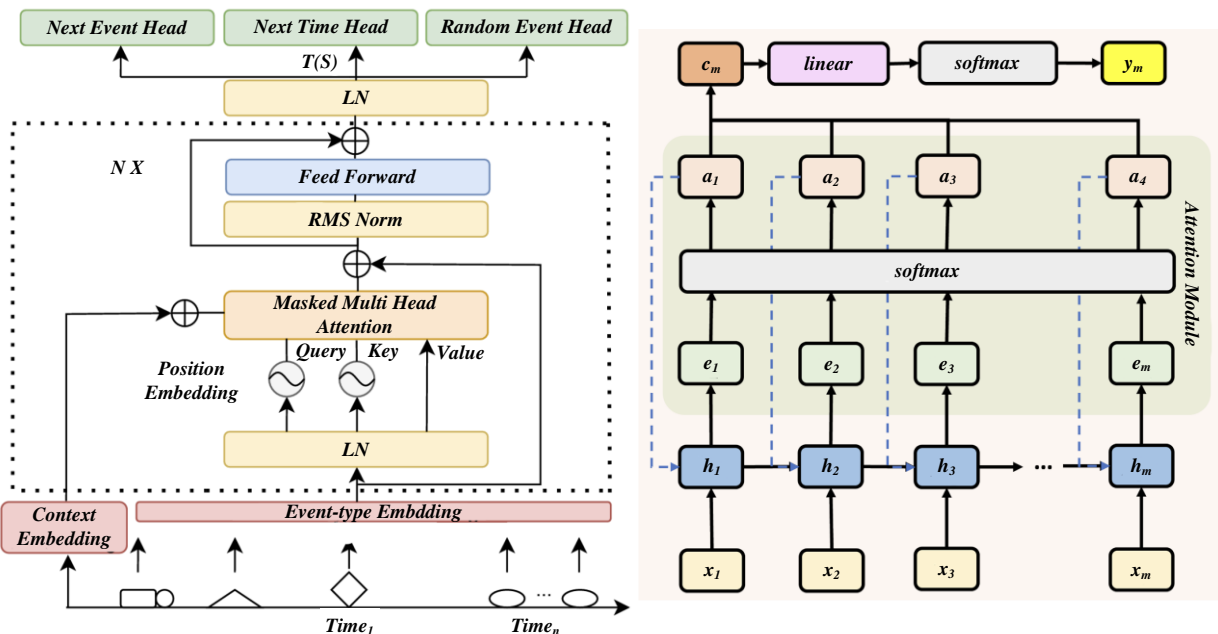 Next Event Head
Next Time Head
Random Event Head
T(S)
LN
N X
Feed Forward
RMS Norm
Masked Multi Head
Attention
Query
Key
Value
Position
Embedding
LN
Context
Embedding
Event-type Embdding
...
Time1
Timen
cm
linear
softmax
ym
a1
a2
a3
a4
Attention Module
softmax
e1
e2
e3
em
h1
h2
h3
...
hm
x1
x2
x3
xm